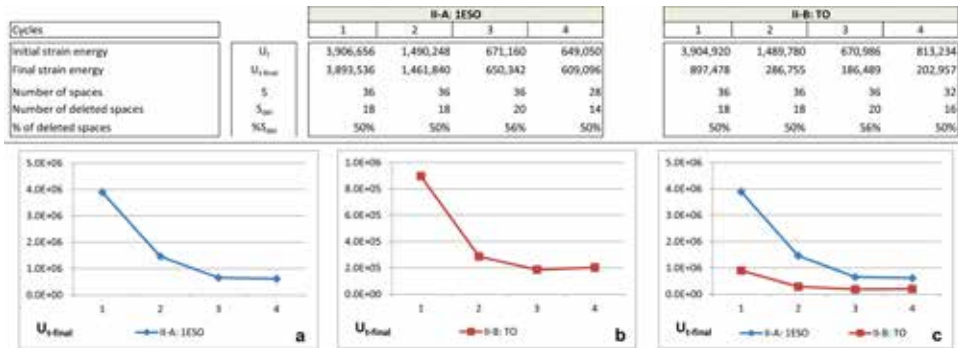 II-A: 1ESO II-B: TO
Cycles 1 2 3 4 1 2 3 4
Initial strain energy Ut 3,906,656 1,490,248 671,160 649,050 3,904,920 1,489,780 670,986 813,234
Final strain energy Ut-final 3,893,536 1,461,840 650,342 609,096 897,478 286,755 186,489 202,957
Number of spaces S 36 36 36 28 36 36 36 32
Number of deleted spaces Sdel 18 18 20 14 18 18 20 16
% of deleted spaces %Sdel 50% 50% 56% 50% 50% 50% 56% 50%
5.0E+06 1.0E+06 5.0E+06
4.0E+06 8.0E+05 4.0E+06
3.0E+06 6.0E+05 3.0E+06
2.0E+06 4.0E+05 2.0E+06
1.0E+06 2.0E+05 1.0E+06
0.0E+00 0.0E+00 0.0E+00
1 2 3 4 1 2 3 4 1 2 3 4
Ut-final II-A: 1ESO a Ut-final II-B: TO b Ut-final II-A: 1ESO II-B: TO c